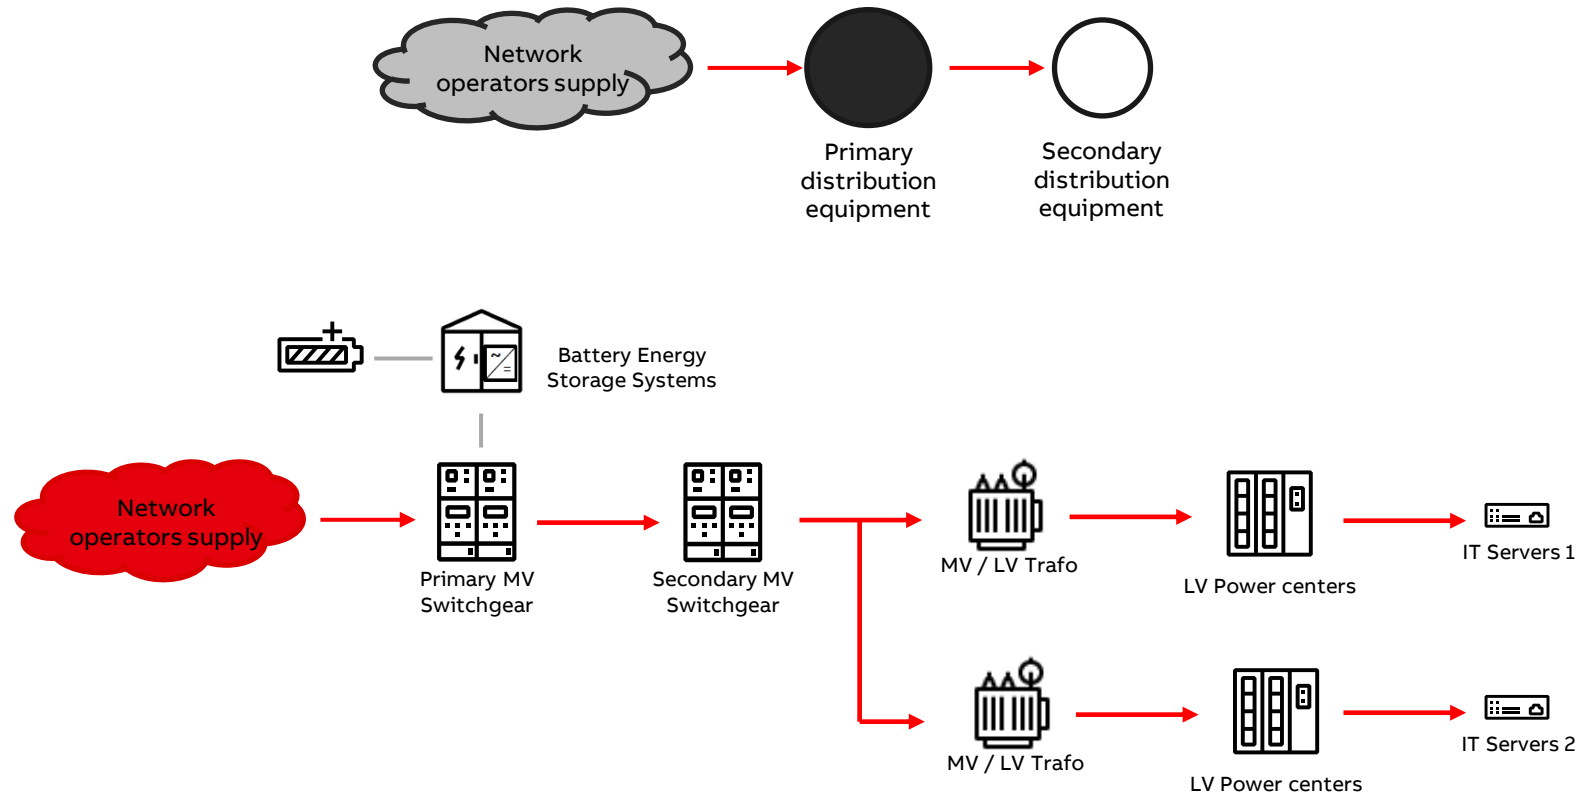 Network
operators supply
Primary
distribution
equipment
Secondary
distribution
equipment
Battery Energy
Storage Systems
Network
operators supply
Primary MV
Switchgear
Secondary MV
Switchgear
MV / LV Trafo
LV Power centers
IT Servers 1
MV / LV Trafo
LV Power centers
IT Servers 2